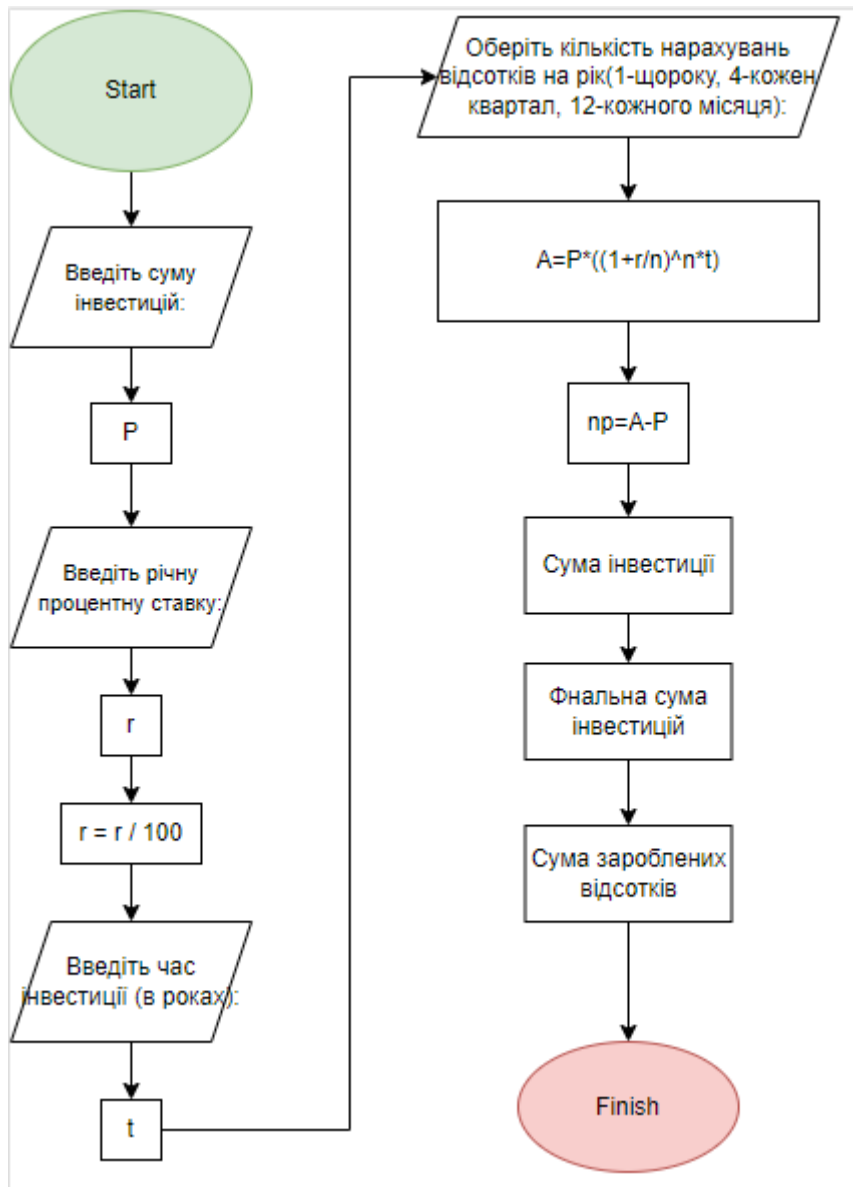 Start
Введіть суму
інвестицій:
P
Введіть річну
процентну ставку:
r
r = r / 100
Введіть час
інвестиції (в роках):
t
Оберіть кількість нарахувань
відсотків на рік(1-щороку, 4-кожен
квартал, 12-кожного місяця):
A=P*((1+r/n)^n*t)
np=A-P
Сума інвестиції
Фнальна сума
інвестицій
Сума зароблених
відсотків
Finish